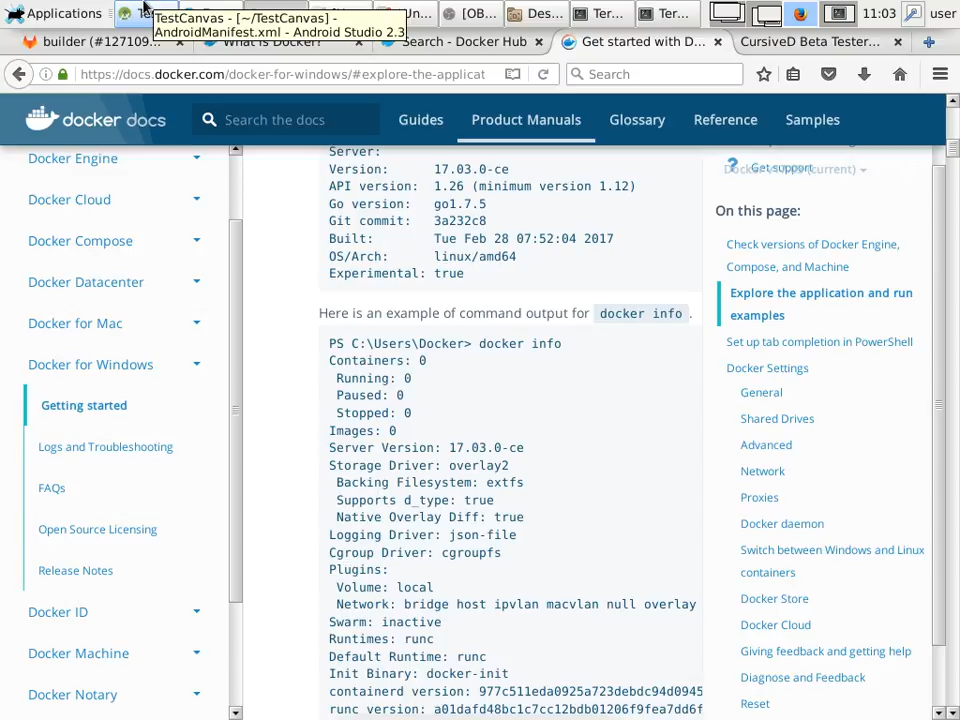 Applications
Te
Un...
[OB...
Des...
Ter...
Ter...
11:03
user
TestCanvas - [~/TestCanvas] -
AndroidManifest.xml - Android Studio 2.3
builder (#127109...
What is Docker?
Search - Docker Hub
Get started with D...
CursiveD Beta Tester...
https://docs.docker.com/docker-for-windows/#explore-the-applicat
Search
docker docs
Search the docs
Guides
Product Manuals
Glossary
Reference
Samples
Docker Engine
Docker Cloud
Docker Compose
Docker Datacenter
Docker for Mac
Docker for Windows
Getting started
Logs and Troubleshooting
FAQs
Open Source Licensing
Release Notes
Docker ID
Docker Machine
Docker Notary
Server:
Version: 17.03.0-ce
API version: 1.26 (minimum version 1.12)
Go version: go1.7.5
Git commit: 3a232c8
Built: Tue Feb 28 07:52:04 2017
OS/Arch: linux/amd64
Experimental: true
Here is an example of command output for docker info .
PS C:\Users\Docker> docker info
Containers: 0
Running: 0
Paused: 0
Stopped: 0
Images: 0
Server Version: 17.03.0-ce
Storage Driver: overlay2
Backing Filesystem: extfs
Supports d_type: true
Native Overlay Diff: true
Logging Driver: json-file
Cgroup Driver: cgroupfs
Plugins:
Volume: local
Network: bridge host ipvlan macvlan null overlay
Swarm: inactive
Runtimes: runc
Default Runtime: runc
Init Binary: docker-init
containerd version: 977c511eda0925a723debdc94d0945
runc version: a01dafd48bc1c7cc12bdb01206f9fea7dd6f
Get support
(current)
On this page:
Check versions of Docker Engine,
Compose, and Machine
Explore the application and run
examples
Set up tab completion in PowerShell
Docker Settings
General
Shared Drives
Advanced
Network
Proxies
Docker daemon
Switch between Windows and Linux
containers
Docker Store
Docker Cloud
Giving feedback and getting help
Diagnose and Feedback
Reset